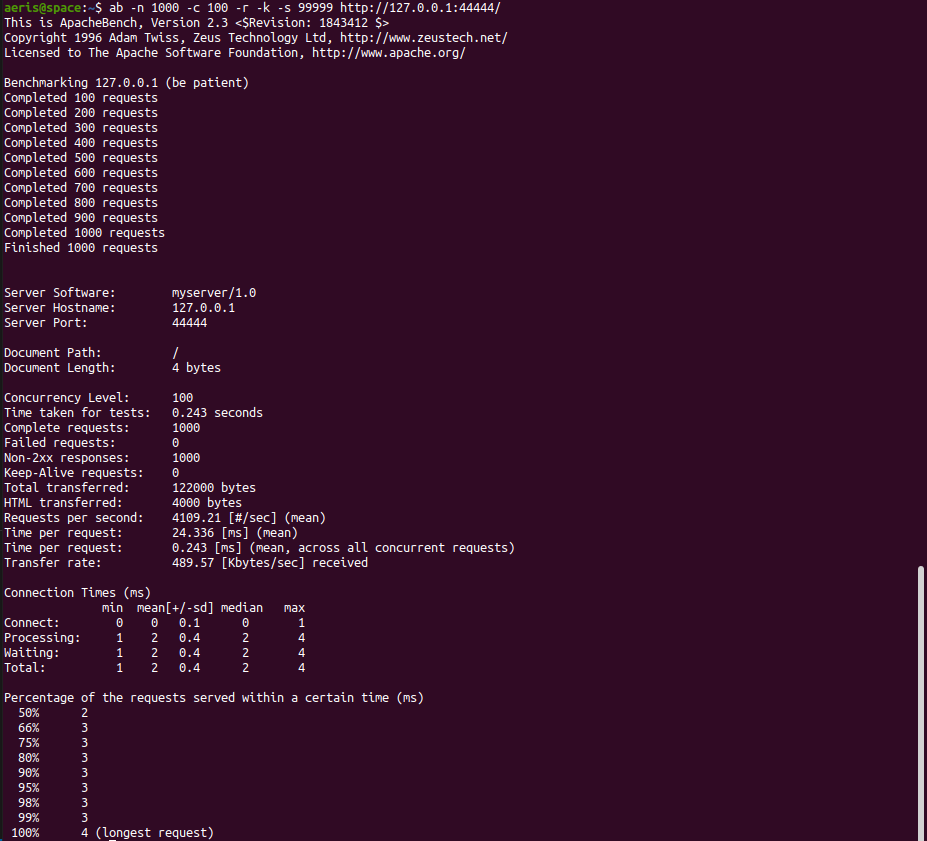 aeris@space:~$ ab -n 1000 -c 100 -r -k -s 99999 http://127.0.0.1:44444/
This is ApacheBench, Version 2.3 <$Revision: 1843412 $>
Copyright 1996 Adam Twiss, Zeus Technology Ltd, http://www.zeustech.net/
Licensed to The Apache Software Foundation, http://www.apache.org/

Benchmarking 127.0.0.1 (be patient)
Completed 100 requests
Completed 200 requests
Completed 300 requests
Completed 400 requests
Completed 500 requests
Completed 600 requests
Completed 700 requests
Completed 800 requests
Completed 900 requests
Completed 1000 requests
Finished 1000 requests


Server Software:        myserver/1.0
Server Hostname:        127.0.0.1
Server Port:            44444

Document Path:          /
Document Length:        4 bytes

Concurrency Level:      100
Time taken for tests:   0.243 seconds
Complete requests:      1000
Failed requests:        0
Non-2xx responses:      1000
Keep-Alive requests:    0
Total transferred:      122000 bytes
HTML transferred:       4000 bytes
Requests per second:    4109.21 [#/sec] (mean)
Time per request:       24.336 [ms] (mean)
Time per request:       0.243 [ms] (mean, across all concurrent requests)
Transfer rate:          489.57 [Kbytes/sec] received

Connection Times (ms)
              min  mean[+/-sd] median   max
Connect:        0    0   0.1      0       1
Processing:     1    2   0.4      2       4
Waiting:        1    2   0.4      2       4
Total:          1    2   0.4      2       4

Percentage of the requests served within a certain time (ms)
  50%      2
  66%      3
  75%      3
  80%      3
  90%      3
  95%      3
  98%      3
  99%      3
 100%      4 (longest request)